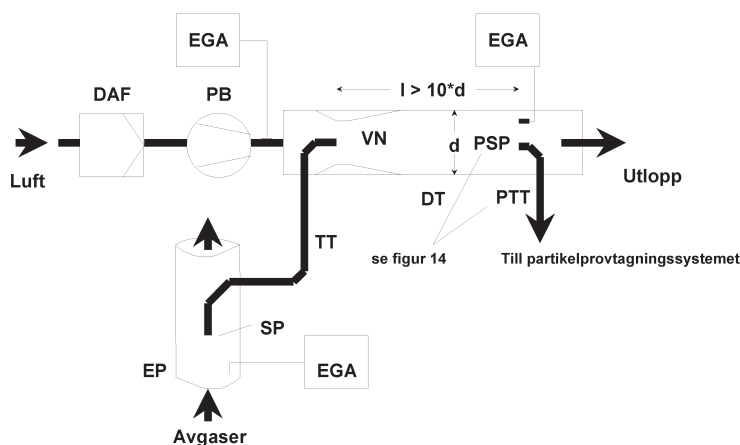 EGA
EGA
DAF
PB
l > 10*d
VN
d
PSP
Luft
Utlopp
DT
PTT
TT
se figur 14
Till partikelprovtagningssystemet
SP
EP
EGA
Avgaser